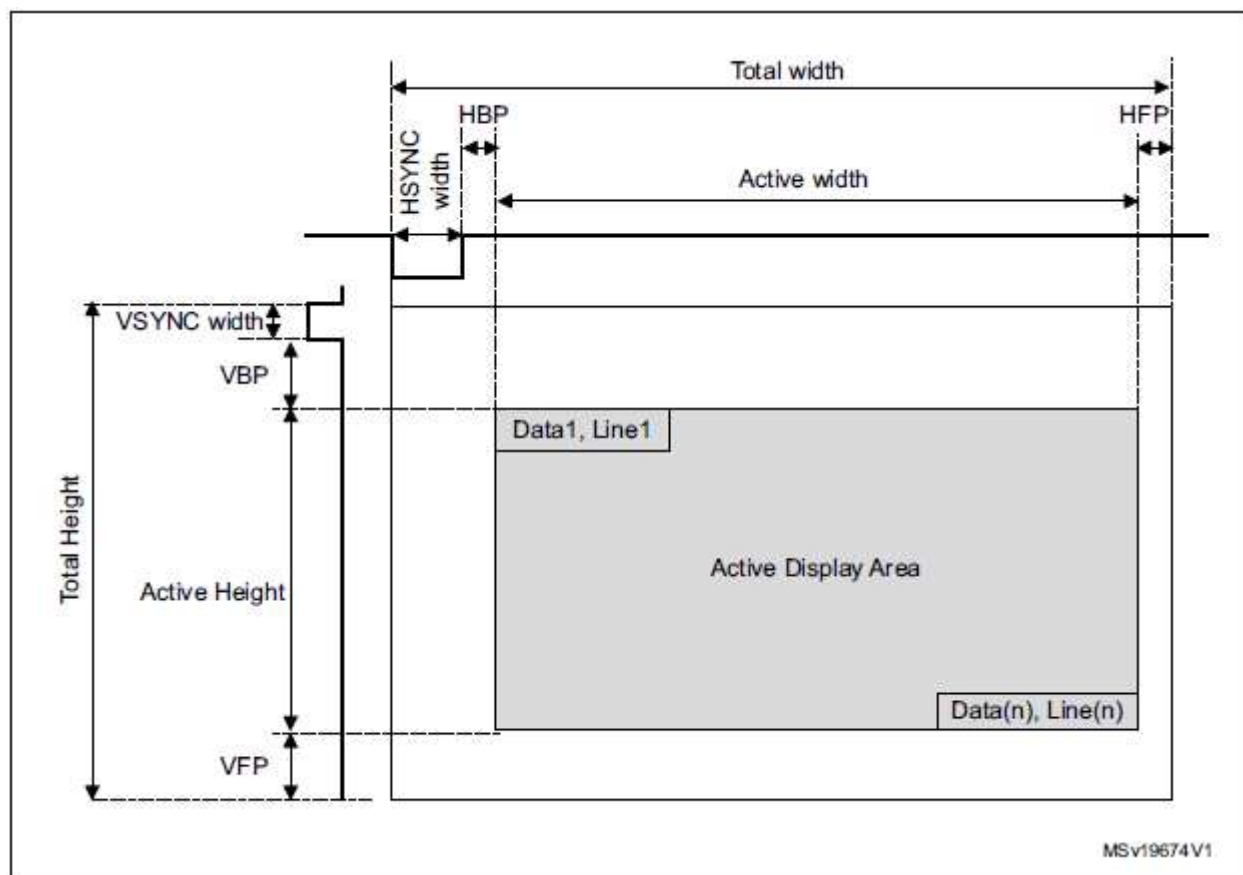 Total width
HBP
HFP
HSYNC
width
Active width
VSYNC width
VBP
Data1, Line1
Total Height
Active Height
Active Display Area
Data(n), Line(n)
VFP
MSv19674V1